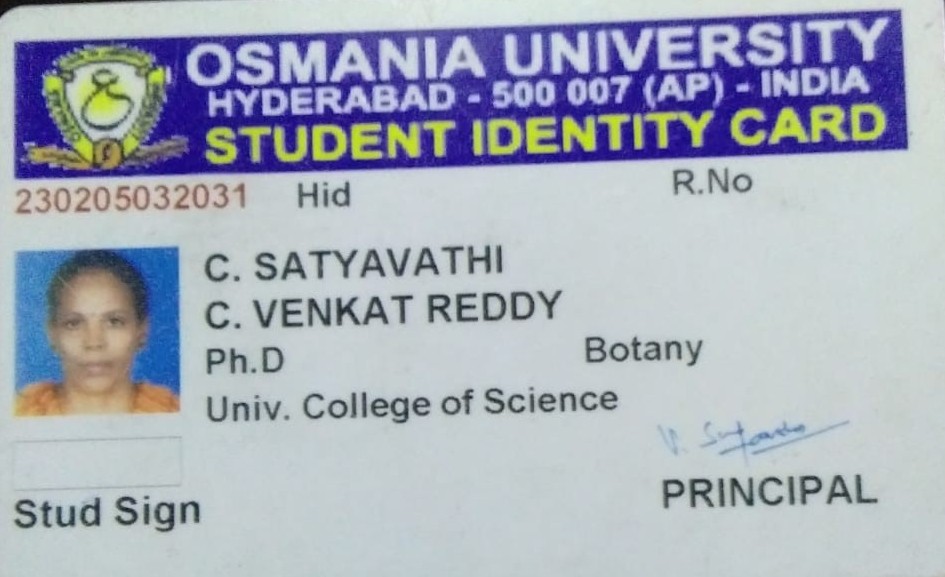 OSMANIA UNIVERSITY
HYDERABAD - 500 007 (AP) - INDIA
STUDENT IDENTITY CARD
230205032031 Hid R.No
C. SATYAVATHI
C. VENKAT REDDY
Ph.D Botany
Univ. College of Science
PRINCIPAL
Stud Sign